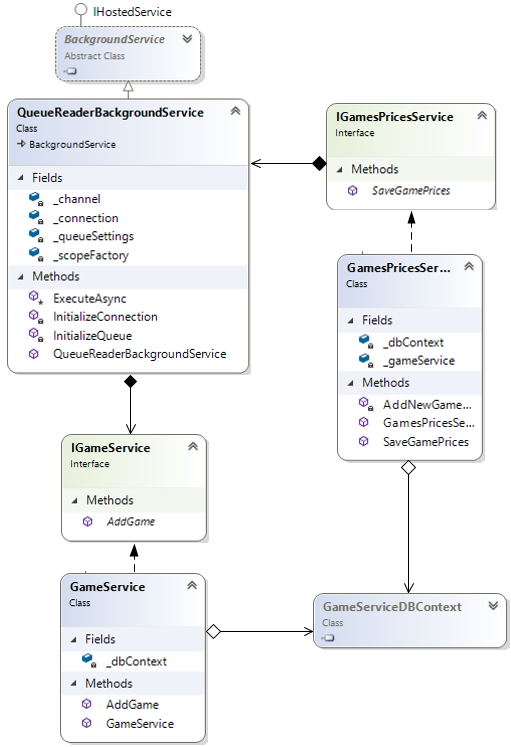 IHostedService
BackgroundService
Abstract Class
QueueReaderBackgroundService
Class
BackgroundService
Fields
_channel
_connection
_queueSettings
_scopeFactory
Methods
ExecuteAsync
InitializeConnection
InitializeQueue
QueueReaderBackgroundService
IGamesPricesService
Interface
Methods
SaveGamePrices
GamesPricesSer...
Class
Fields
_dbContext
_gameService
Methods
AddNewGame...
GamesPricesSe...
SaveGamePrices
IGameService
Interface
Methods
AddGame
GameService
Class
Fields
_dbContext
Methods
AddGame
GameService
GameServiceDBContext
Class